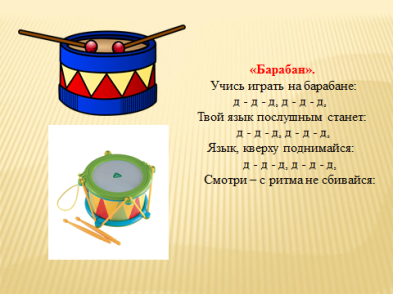 «Барабан».
Учись играть на барабане:
д - д - д, д - д - д,
Твой язык послушным станет:
д - д - д, д - д - д,
Язык, кверху поднимайся:
д - д - д, д - д - д,
Смотри – с ритма не сбивайся: